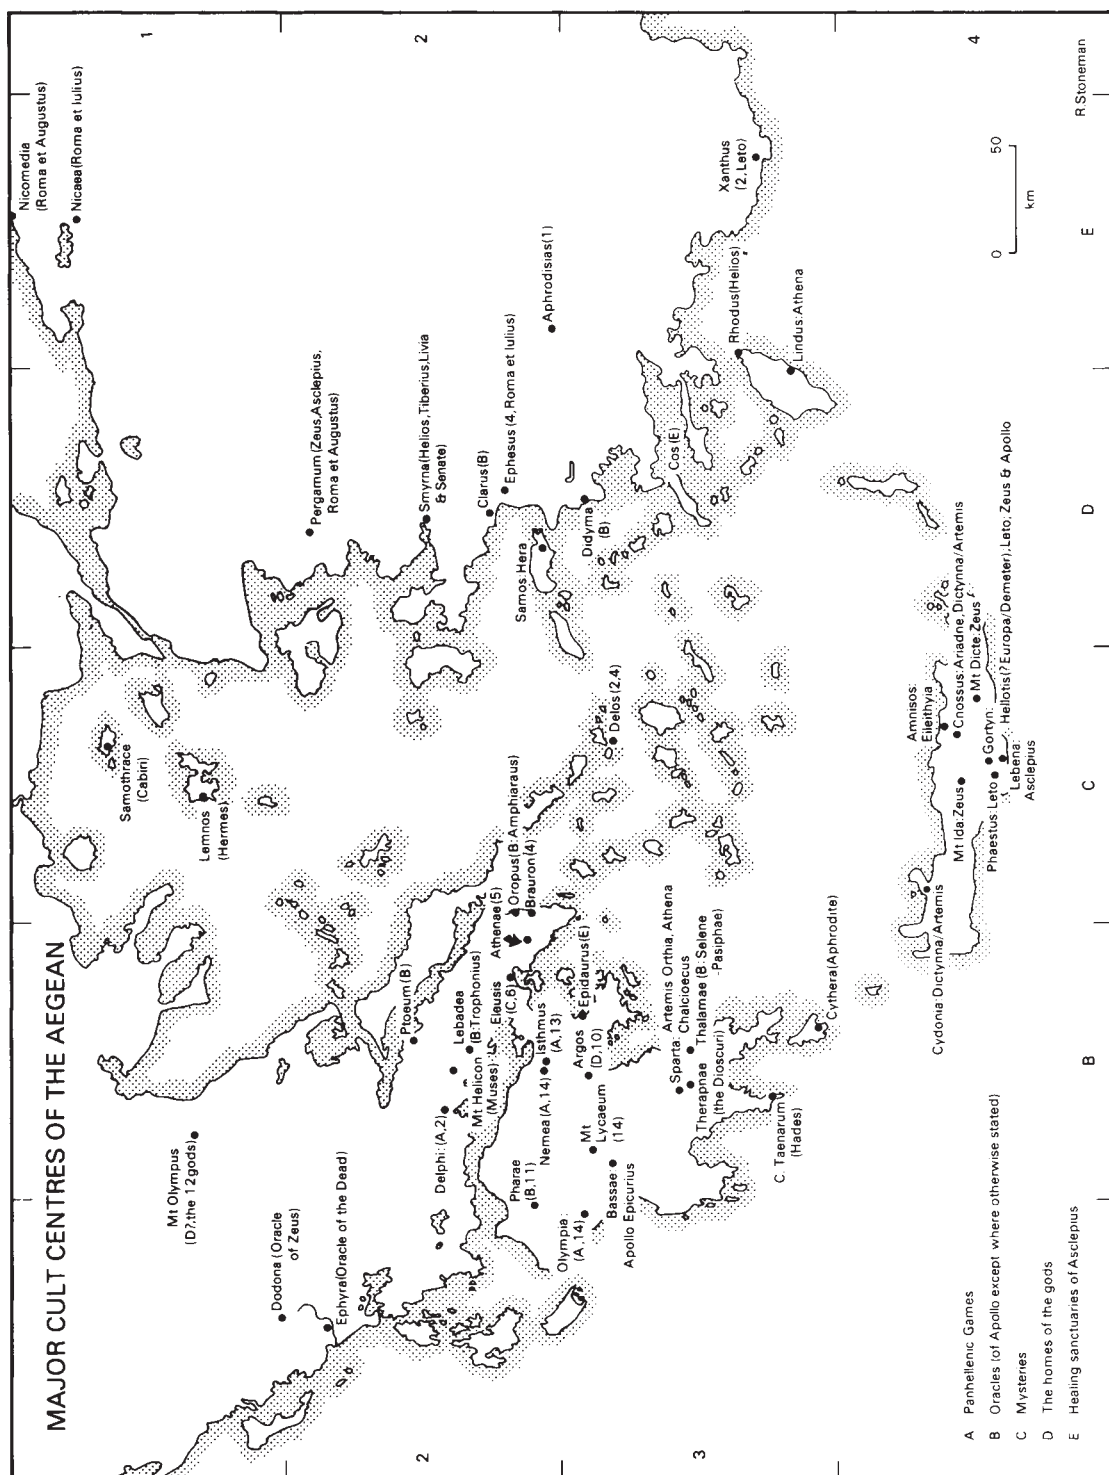 MAJOR CULT CENTRES OF THE AEGEAN
1
2
2
3
4
B
C
D
E
Nicomedia
(Roma et Augustus)
Nicaea (Roma et Iulius)
Samothrace
(Cabiri)
Lemnos
(Hermes)
Mt Olympus
(D?, the 12 gods)
Dodona (Oracle
of Zeus)
Ephyra (Oracle of the Dead)
Pergamum (Zeus, Asclepius,
Roma et Augustus)
Smyrna (Helios, Tiberius, Livia
& Senate)
Clarus (B)
Ephesus (4, Roma et Iulius)
Aphrodisias (1)
Samos: Hera
Didyma
(B)
Cos (E)
Rhodus (Helios)
Lindus: Athena
Xanthus
(2, Leto)
Delos (2,4)
Ptoeum (B)
Lebadea
(B: Trophonius)
Mt Helicon
(Muses)
Delphi: (A,2)
Eleusis
(C,6)
Athenae (5)
Oropus (B: Amphiaraus)
Brauron (4)
Isthmus
(A,13)
Nemea (A,14)
Pharae
(B,11)
Olympia:
(A,14)
Argos
(D,10)
Epidaurus (E)
Mt
Lycaeum
(14)
Bassae:
Apollo Epicurius
Sparta: Artemis Orthia, Athena
Chalcioecus
Therapnae
(the Dioscuri)
Thalamae (B: Selene
-Pasiphae)
C. Taenarum
(Hades)
Cythera (Aphrodite)
Cydonia: Dictynna/Artemis
Amnisos:
Eileithyia
Cnossus: Ariadne, Dictynna/Artemis
Mt Dicte: Zeus
Mt Ida: Zeus
Gortyn:
Hellotis (? Europa/Demeter), Leto, Zeus & Apollo
Phaestus: Leto
Lebena:
Asclepius
0 50
km
R. Stoneman
A Panhellenic Games
B Oracles (of Apollo except where otherwise stated)
C Mysteries
D The homes of the gods
E Healing sanctuaries of Asclepius